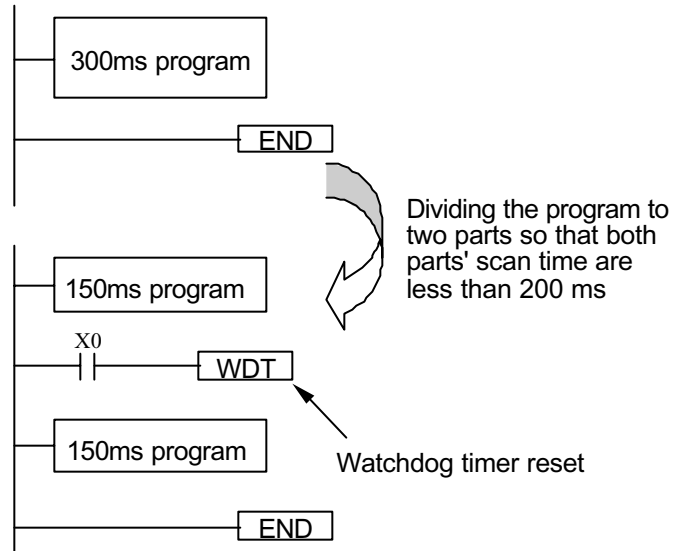 300ms program
END
Dividing the program to
two parts so that both
parts' scan time are
less than 200 ms
150ms program
X0
WDT
150ms program
Watchdog timer reset
END